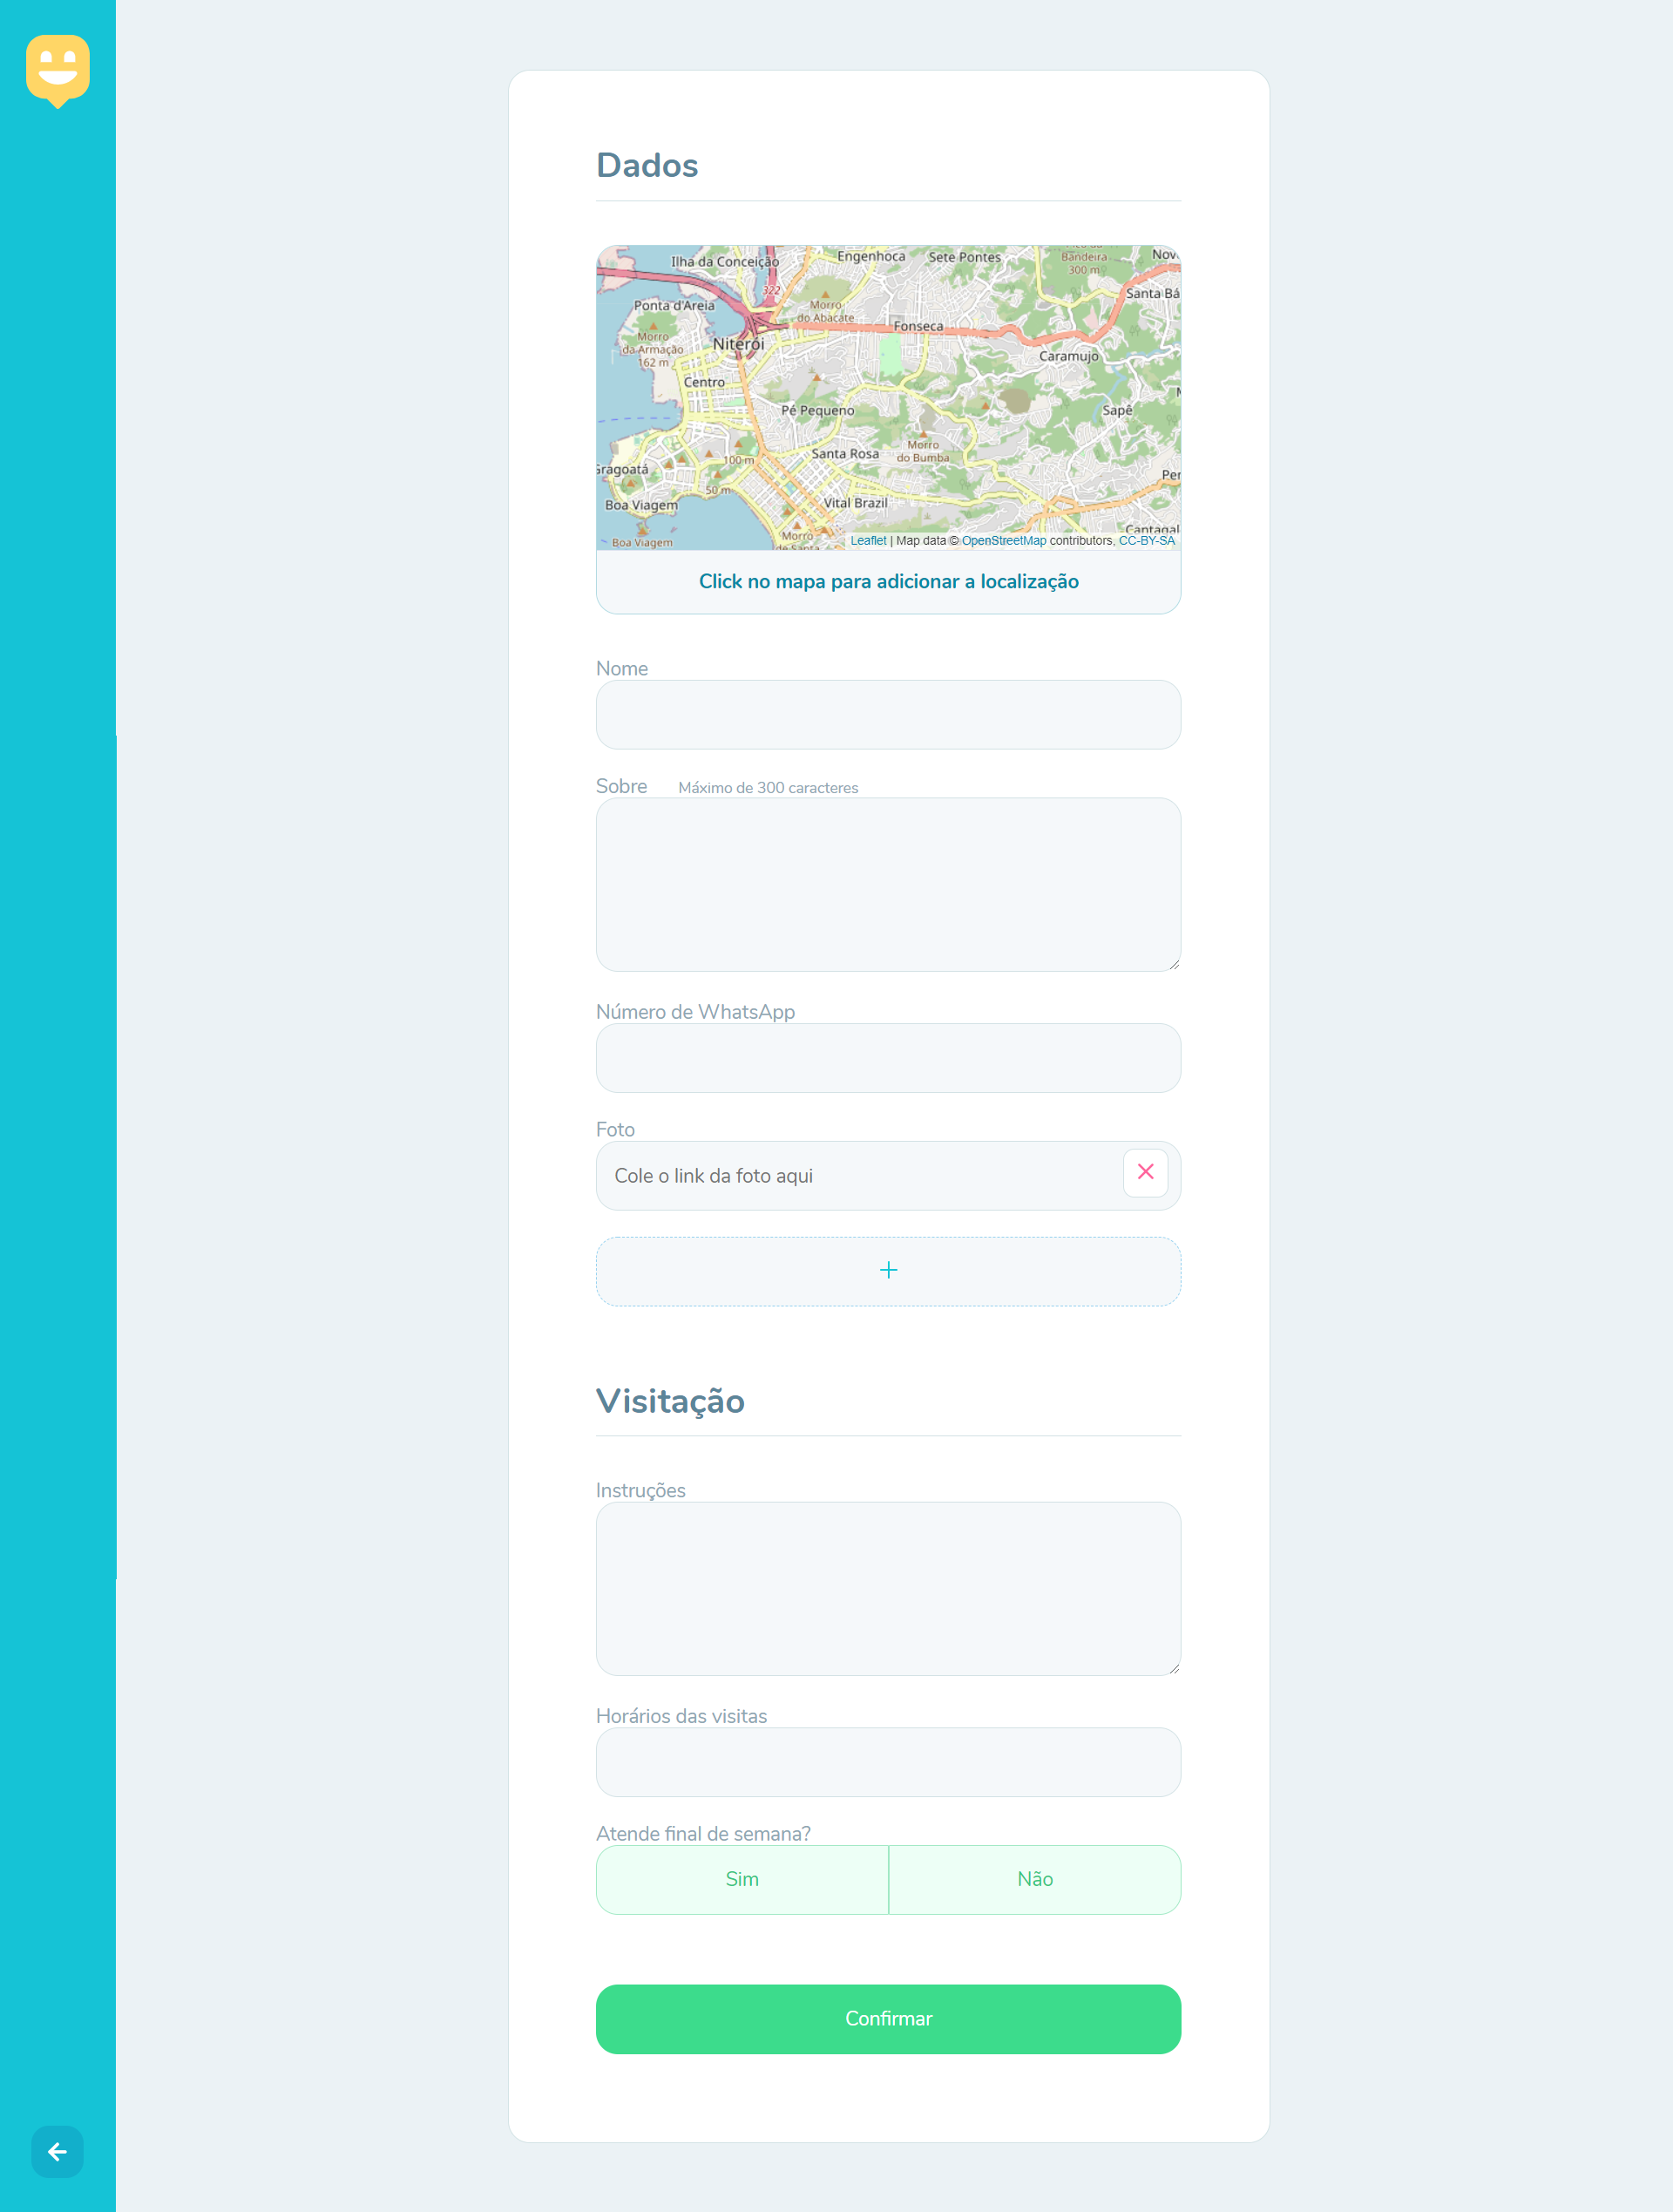 Dados
Ilha da Conceição
Engenhoca
Sete Pontes
Bandeira
300 m
322
Ponta d'Areia
Morro
do Abacate
Santa Bá
Fonseca
Morro
da Armação
162 m
Niterói
Caramujo
Centro
Pé Pequeno
Sapê
Morro
do Bumba
Santa Rosa
100 m
Gragoatá
50 m
Boa Viagem
Vital Brazil
Cantagal
Morro
Boa Viagem
Leaflet | Map data © OpenStreetMap contributors, CC-BY-SA
Click no mapa para adicionar a localização
Nome
Sobre Máximo de 300 caracteres
Número de WhatsApp
Foto
Cole o link da foto aqui
Visitação
Instruções
Horários das visitas
Atende final de semana?
Sim Não
Confirmar